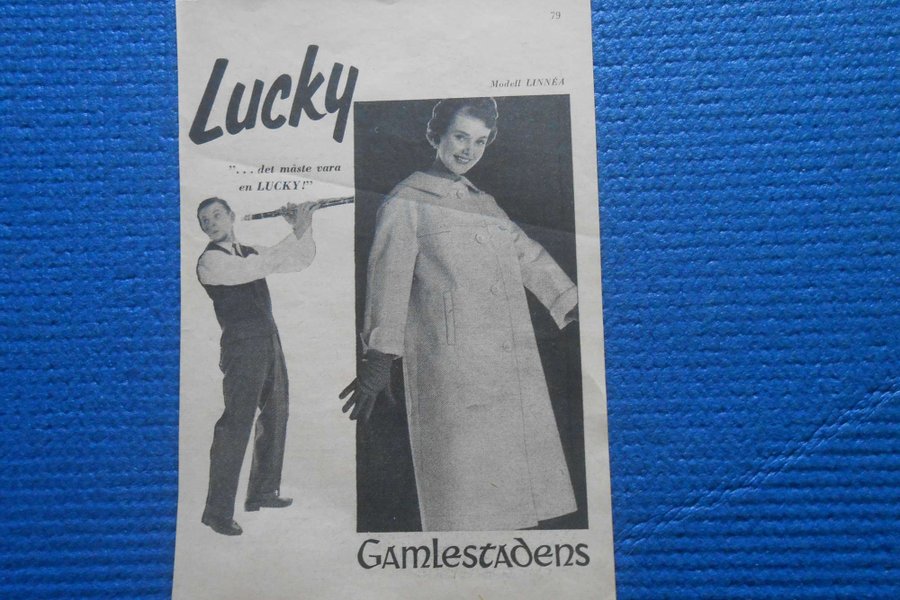 79
Lucky
Modell LINNÉA
"... det måste vara
en LUCKY!"
GAMLESTADENS